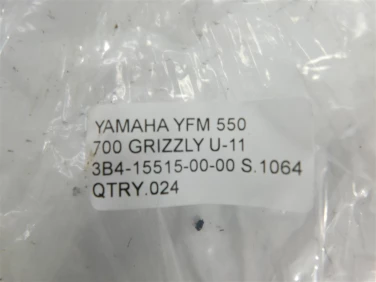 YAMAHA YFM 550
700 GRIZZLY U-11
3B4-15515-00-00 S.1064
QTRY.024